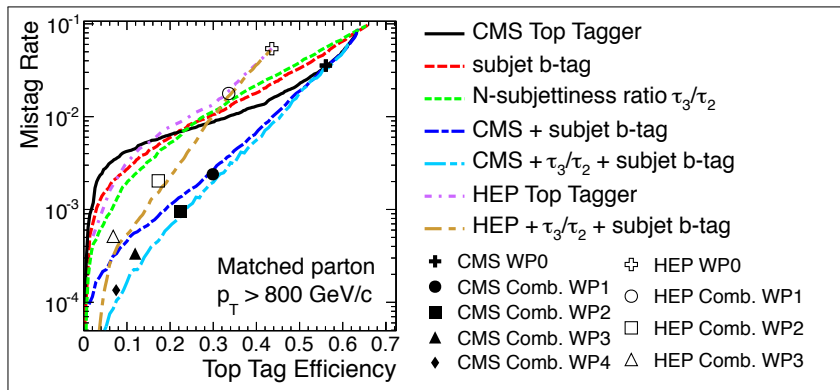 Mistag Rate
10⁻¹
10⁻²
10⁻³
10⁻⁴
0 0.1 0.2 0.3 0.4 0.5 0.6 0.7
Top Tag Efficiency
Matched parton
p_T > 800 GeV/c
CMS Top Tagger
subjet b-tag
N-subjettiness ratio τ₃/τ₂
CMS + subjet b-tag
CMS + τ₃/τ₂ + subjet b-tag
HEP Top Tagger
HEP + τ₃/τ₂ + subjet b-tag
CMS WP0
CMS Comb. WP1
CMS Comb. WP2
CMS Comb. WP3
CMS Comb. WP4
HEP WP0
HEP Comb. WP1
HEP Comb. WP2
HEP Comb. WP3